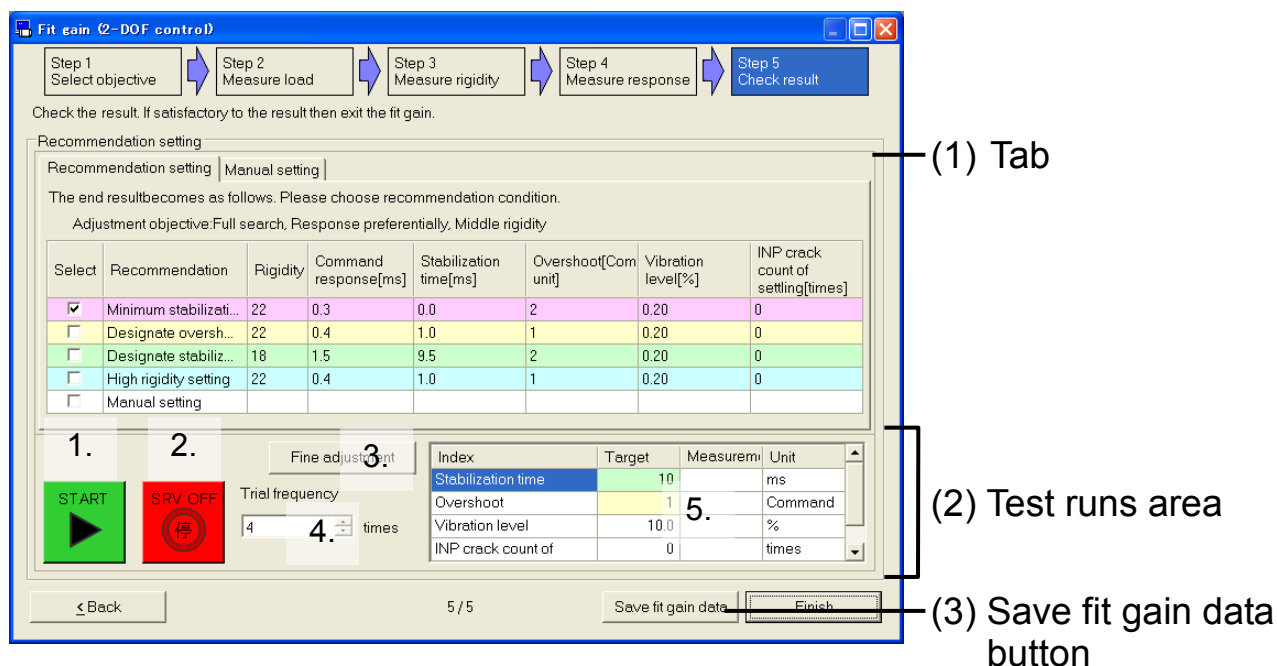 Fit gain (2-DOF control)
Step 1
Select objective
Step 2
Measure load
Step 3
Measure rigidity
Step 4
Measure response
Step 5
Check result
Check the result. If satisfactory to the result then exit the fit gain.
Recommendation setting
Recommendation setting Manual setting
(1) Tab
The end resultbecomes as follows. Please choose recommendation condition.
Adjustment objective:Full search, Response preferentially, Middle rigidity
Select Recommendation Rigidity Command response[ms] Stabilization time[ms] Overshoot[Com unit] Vibration level[%] INP crack count of settling[times]
Minimum stabilizati... 22 0.3 0.0 2 0.20 0
Designate oversh... 22 0.4 1.0 1 0.20 0
Designate stabiliz... 18 1.5 9.5 2 0.20 0
High rigidity setting 22 0.4 1.0 1 0.20 0
Manual setting
1. 2. 3.
START
SRV OFF
停
Fine adjustment
Trial frequency
4 times
4.
Index Target Measurem Unit
Stabilization time 10 ms
Overshoot 1 Command
Vibration level 10.0 %
INP crack count of 0 times
5.
(2) Test runs area
< Back 5 / 5 Save fit gain data Finish
(3) Save fit gain data
button